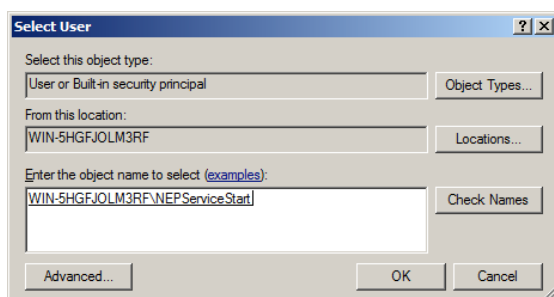 Select User
Select this object type:
User or Built-in security principal
Object Types...
From this location:
WIN-5HGFJOLM3RF
Locations...
Enter the object name to select (examples):
WIN-5HGFJOLM3RF\NEPServiceStart
Check Names
Advanced...
OK
Cancel